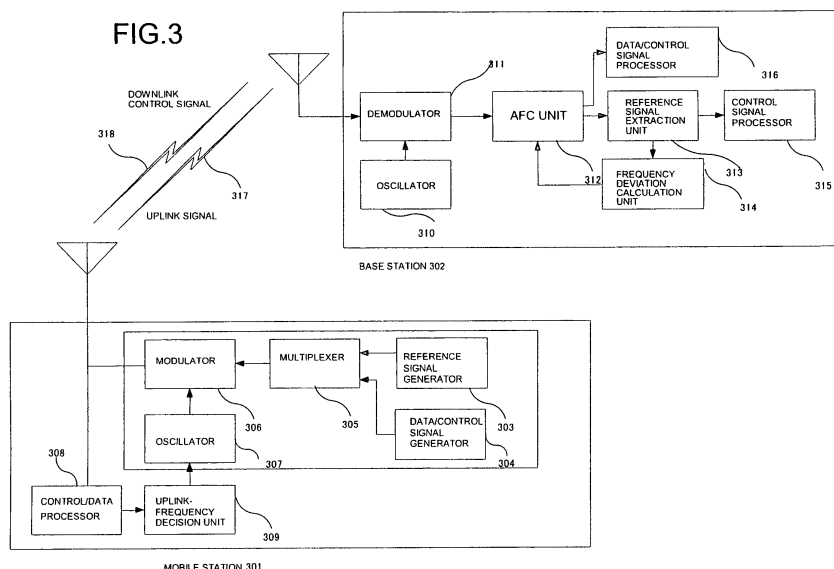 FIG.3
DOWNLINK
CONTROL SIGNAL
318
317
UPLINK SIGNAL
DEMODULATOR
311
OSCILLATOR
310
AFC UNIT
312
DATA/CONTROL
SIGNAL
PROCESSOR
316
REFERENCE
SIGNAL
EXTRACTION
UNIT
313
CONTROL
SIGNAL
PROCESSOR
315
FREQUENCY
DEVIATION
CALCULATION
UNIT
314
BASE STATION 302
MODULATOR
306
MULTIPLEXER
305
REFERENCE
SIGNAL
GENERATOR
303
OSCILLATOR
307
DATA/CONTROL
SIGNAL
GENERATOR
304
308
CONTROL/DATA
PROCESSOR
UPLINK-
FREQUENCY
DECISION UNIT
309
MOBILE STATION 301